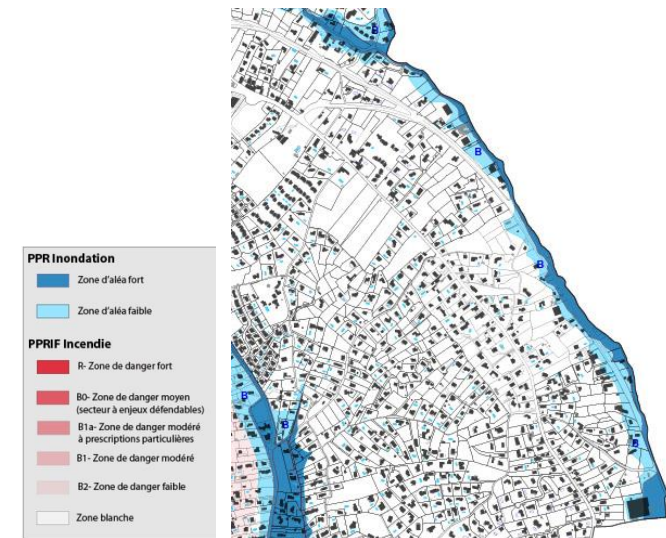 PPR Inondation
Zone d'aléa fort
Zone d'aléa faible
PPRIF Incendie
R- Zone de danger fort
B0- Zone de danger moyen
(secteur à enjeux défendables)
B1a- Zone de danger modéré
à prescriptions particulières
B1- Zone de danger modéré
B2- Zone de danger faible
Zone blanche
B
B
B
B
B
B